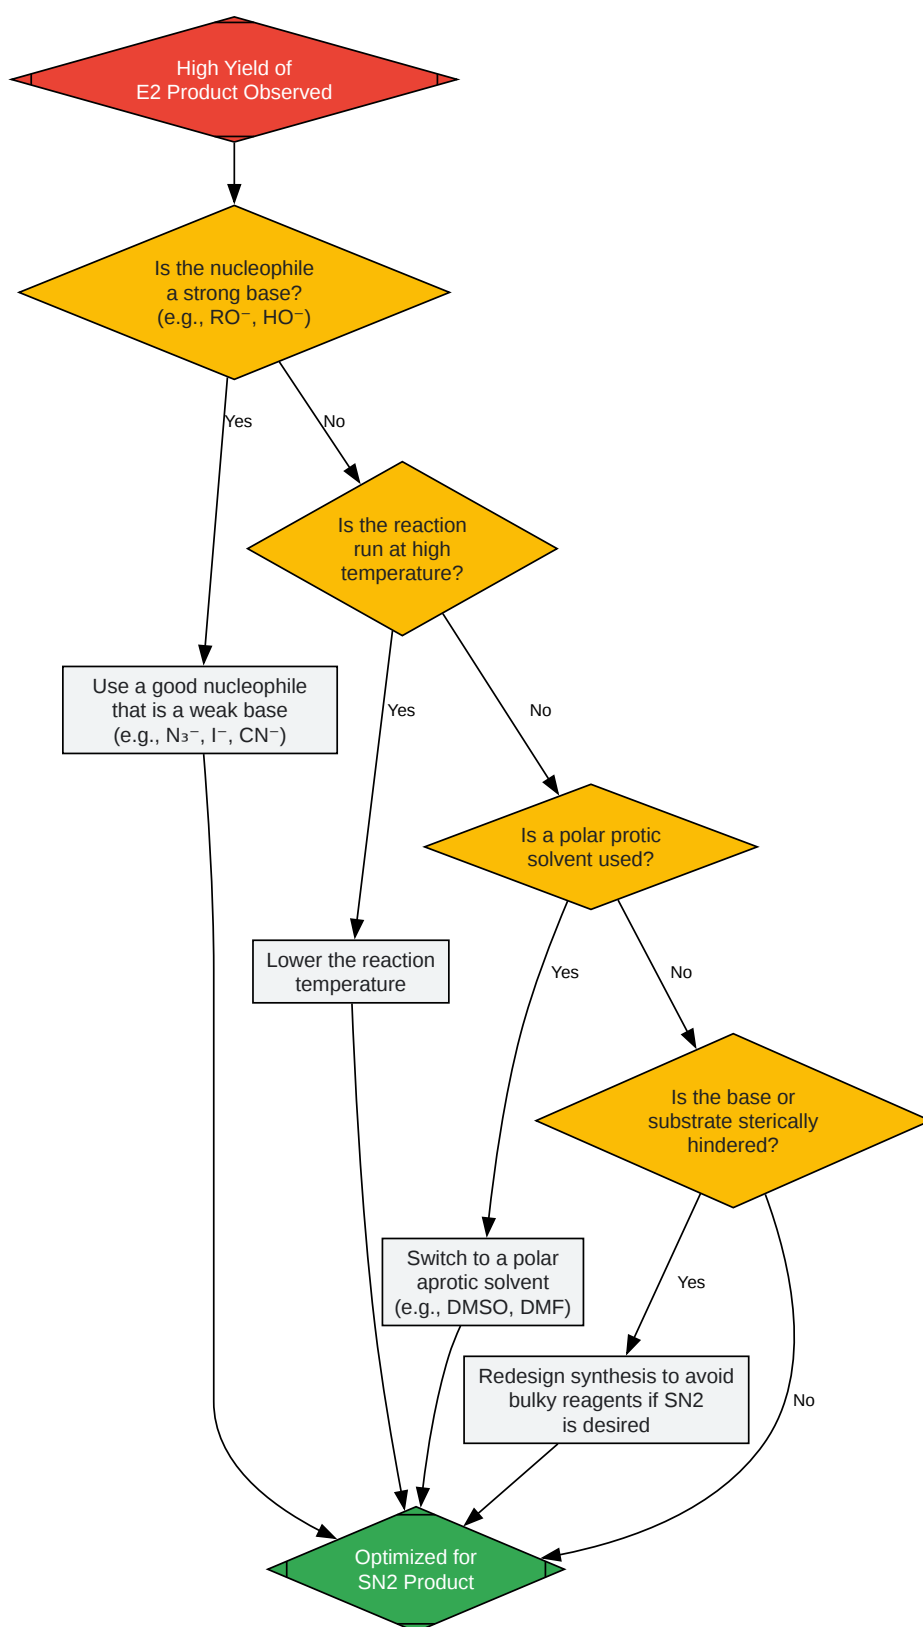 High Yield of
E2 Product Observed
Is the nucleophile
a strong base?
(e.g., RO⁻, HO⁻)
Yes
No
Is the reaction
run at high
temperature?
Use a good nucleophile
that is a weak base
(e.g., N₃⁻, I⁻, CN⁻)
Yes
No
Is a polar protic
solvent used?
Lower the reaction
temperature
Yes
No
Is the base or
substrate sterically
hindered?
Switch to a polar
aprotic solvent
(e.g., DMSO, DMF)
Yes
Redesign synthesis to avoid
bulky reagents if SN2
is desired
No
Optimized for
SN2 Product